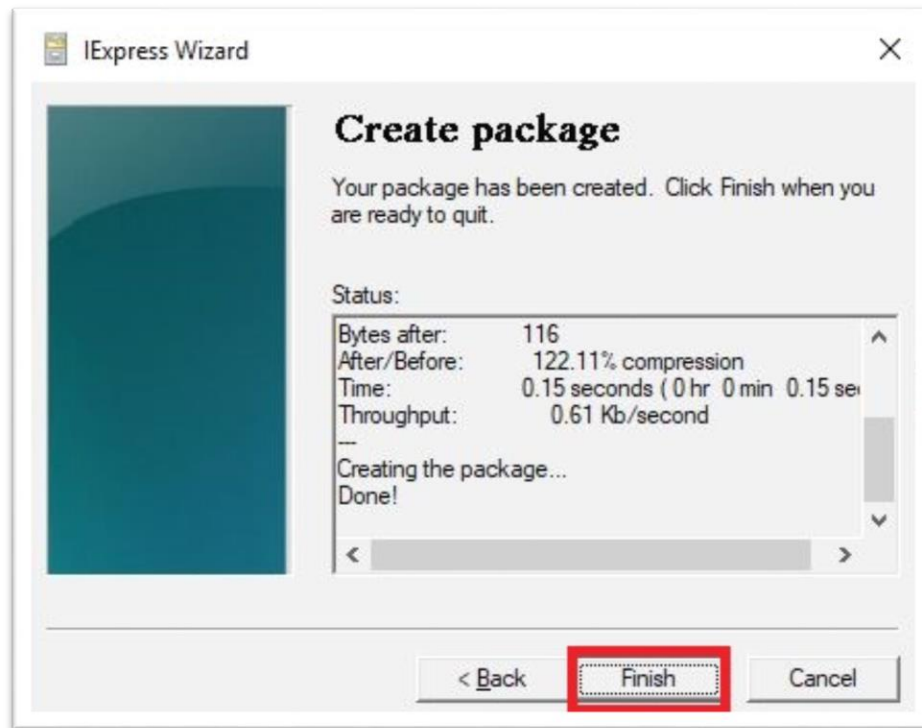 IExpress Wizard
Create package
Your package has been created. Click Finish when you
are ready to quit.
Status:
Bytes after: 116
After/Before: 122.11% compression
Time: 0.15 seconds ( 0 hr 0 min 0.15 se
Throughput: 0.61 Kb/second
---
Creating the package...
Done!
< Back
Finish
Cancel